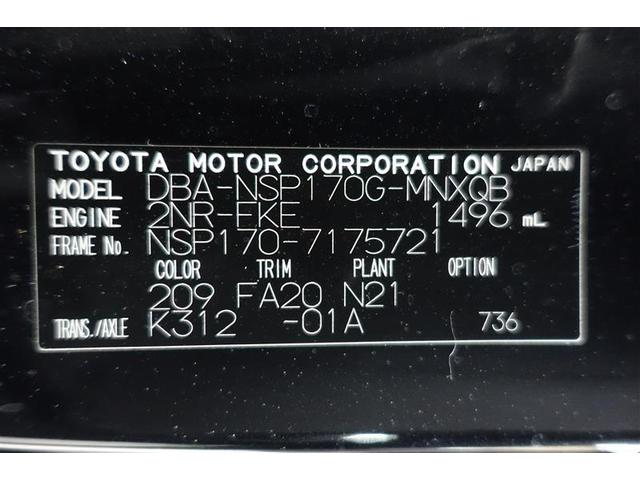 TOYOTA MOTOR CORPORATION JAPAN
MODEL DBA-NSP170G-MNXQB
ENGINE 2NR-FKE 1496 mL
FRAME No. NSP170-7175721
COLOR TRIM PLANT OPTION
209 FA20 N21
TRANS./AXLE K312 -01A 736